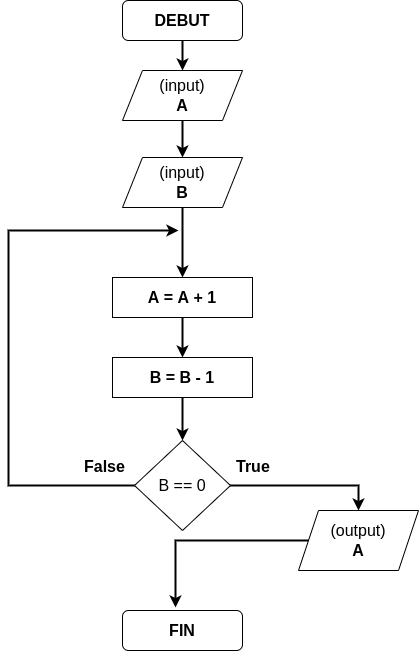 DEBUT
(input)
A
(input)
B
A = A + 1
B = B - 1
False
B == 0
True
(output)
A
FIN